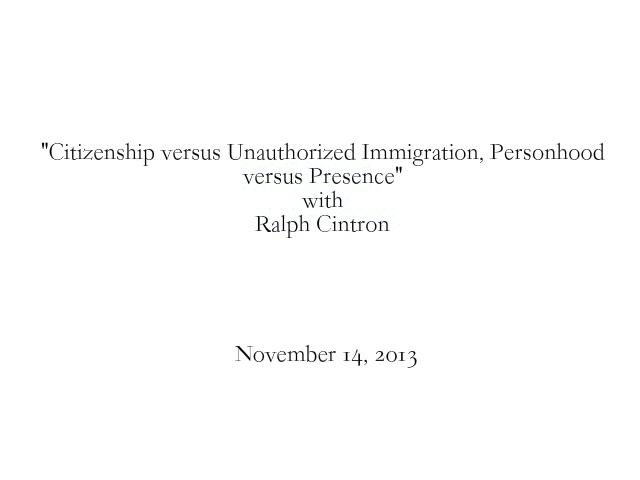 "Citizenship versus Unauthorized Immigration, Personhood
versus Presence"
with
Ralph Cintron
November 14, 2013